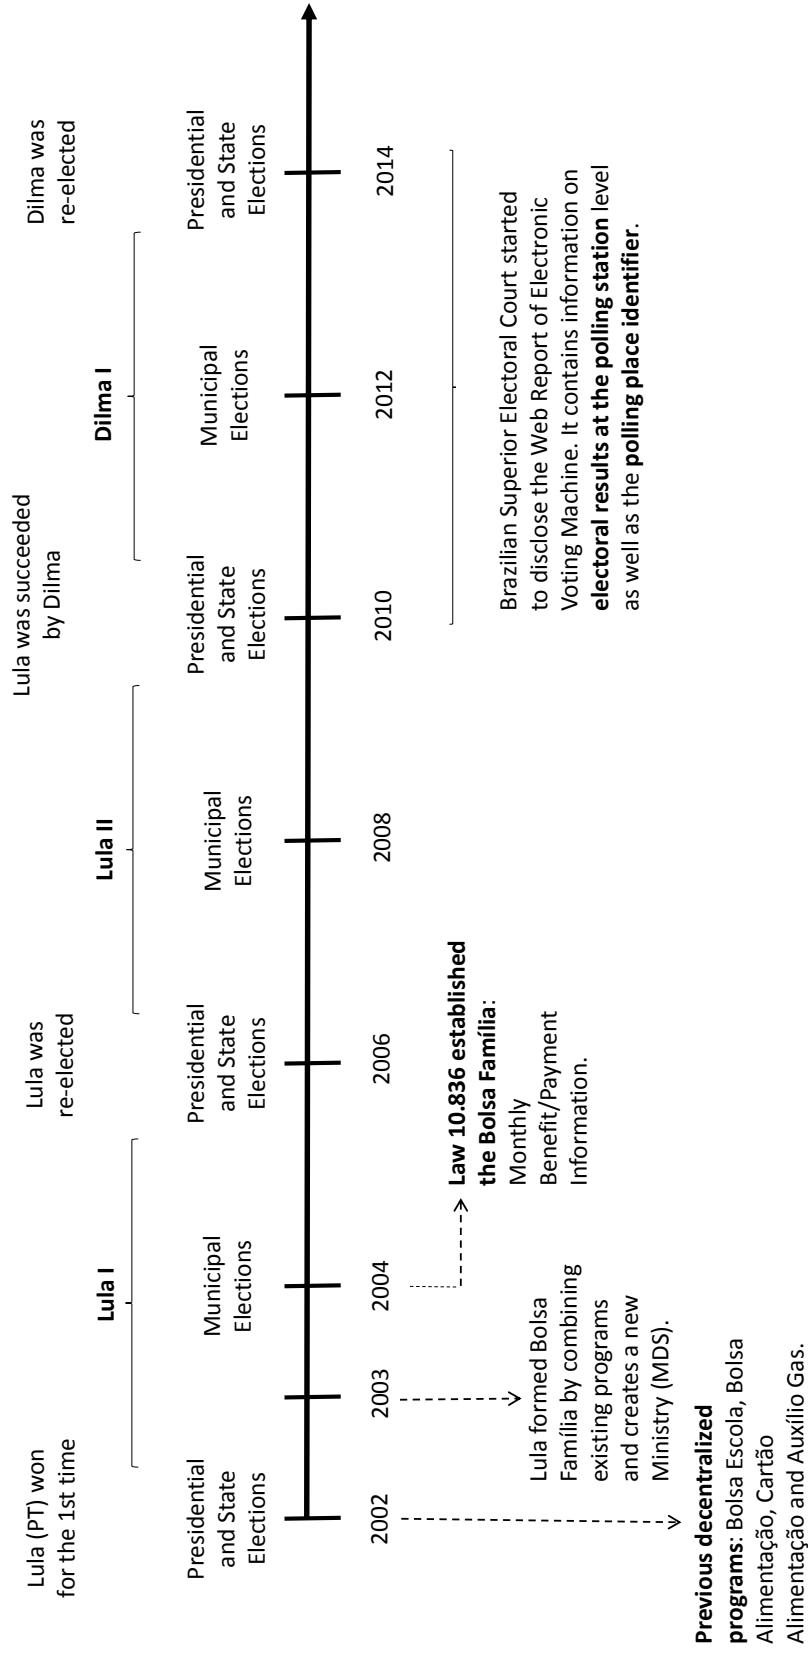 Lula (PT) won
for the 1st time
Lula was
re-elected
Lula was succeeded
by Dilma
Dilma was
re-elected
Lula I
Lula II
Dilma I
Presidential
and State
Elections
Municipal
Elections
Presidential
and State
Elections
Municipal
Elections
Presidential
and State
Elections
Municipal
Elections
Presidential
and State
Elections
2002
2003
2004
2006
2008
2010
2012
2014
Previous decentralized
programs: Bolsa Escola, Bolsa
Alimentação, Cartão
Alimentação and Auxílio Gas.
Lula formed Bolsa
Família by combining
existing programs
and creates a new
Ministry (MDS).
Law 10.836 established
the Bolsa Família:
Monthly
Benefit/Payment
Information.
Brazilian Superior Electoral Court started
to disclose the Web Report of Electronic
Voting Machine. It contains information on
electoral results at the polling station level
as well as the polling place identifier.